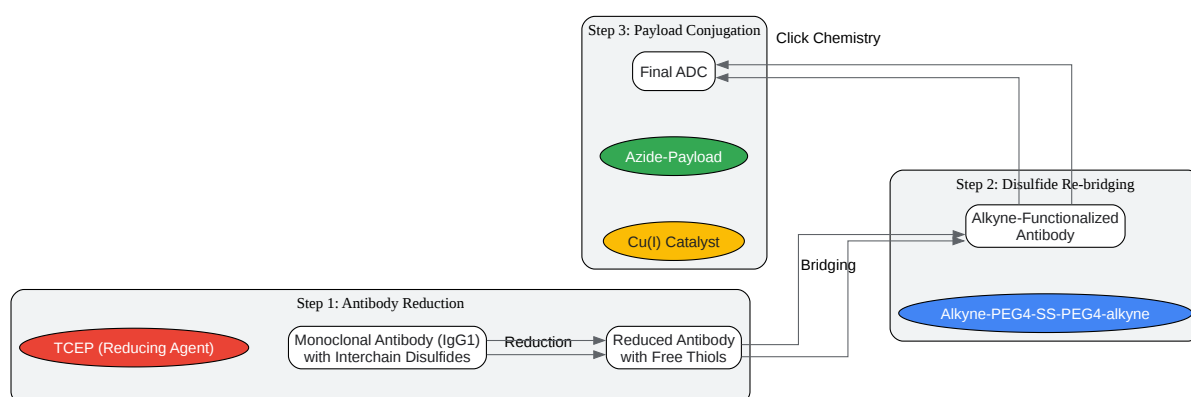 Step 3: Payload Conjugation
Click Chemistry
Final ADC
Azide-Payload
Cu(I) Catalyst
Step 2: Disulfide Re-bridging
Alkyne-Functionalized
Antibody
Bridging
Alkyne-PEG4-SS-PEG4-alkyne
Step 1: Antibody Reduction
TCEP (Reducing Agent)
Monoclonal Antibody (IgG1)
with Interchain Disulfides
Reduction
Reduced Antibody
with Free Thiols